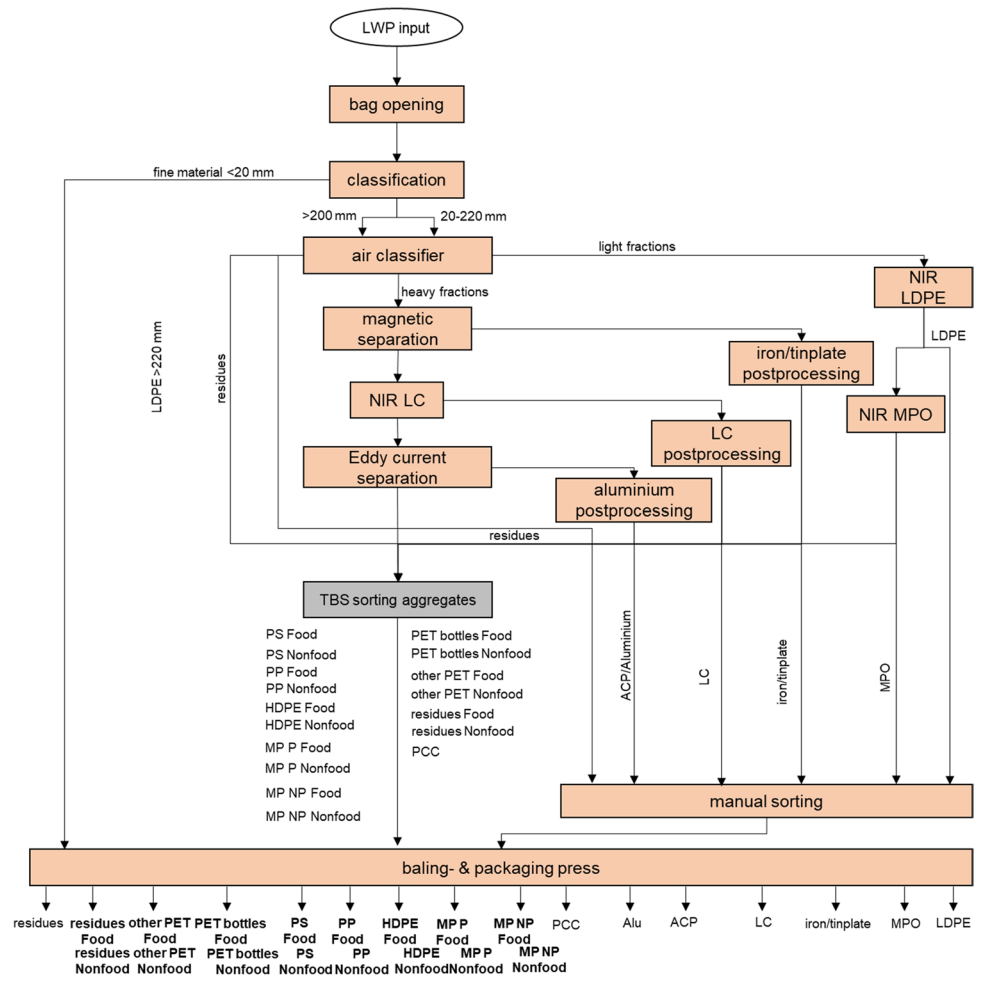 LWP input
bag opening
fine material <20 mm
classification
>200 mm
20-220 mm
air classifier
light fractions
NIR
LDPE
heavy fractions
magnetic
separation
LDPE
iron/tinplate
postprocessing
LDPE >220 mm
residues
NIR LC
NIR MPO
LC
postprocessing
Eddy current
separation
aluminium
postprocessing
residues
TBS sorting aggregates
PS Food
PS Nonfood
PP Food
PP Nonfood
HDPE Food
HDPE Nonfood
MP P Food
MP P Nonfood
MP NP Food
MP NP Nonfood
PET bottles Food
PET bottles Nonfood
other PET Food
other PET Nonfood
residues Food
residues Nonfood
PCC
ACP/Aluminium
LC
iron/tinplate
MPO
manual sorting
baling- & packaging press
residues
residues
Food
residues
Nonfood
other PET
Food
other PET
Nonfood
PET bottles
Food
PET bottles
Nonfood
PS
Food
PS
Nonfood
PP
Food
PP
Nonfood
HDPE
Food
HDPE
Nonfood
MP P
Food
MP P
Nonfood
MP NP
Food
MP NP
Nonfood
PCC
Alu
ACP
LC
iron/tinplate
MPO
LDPE